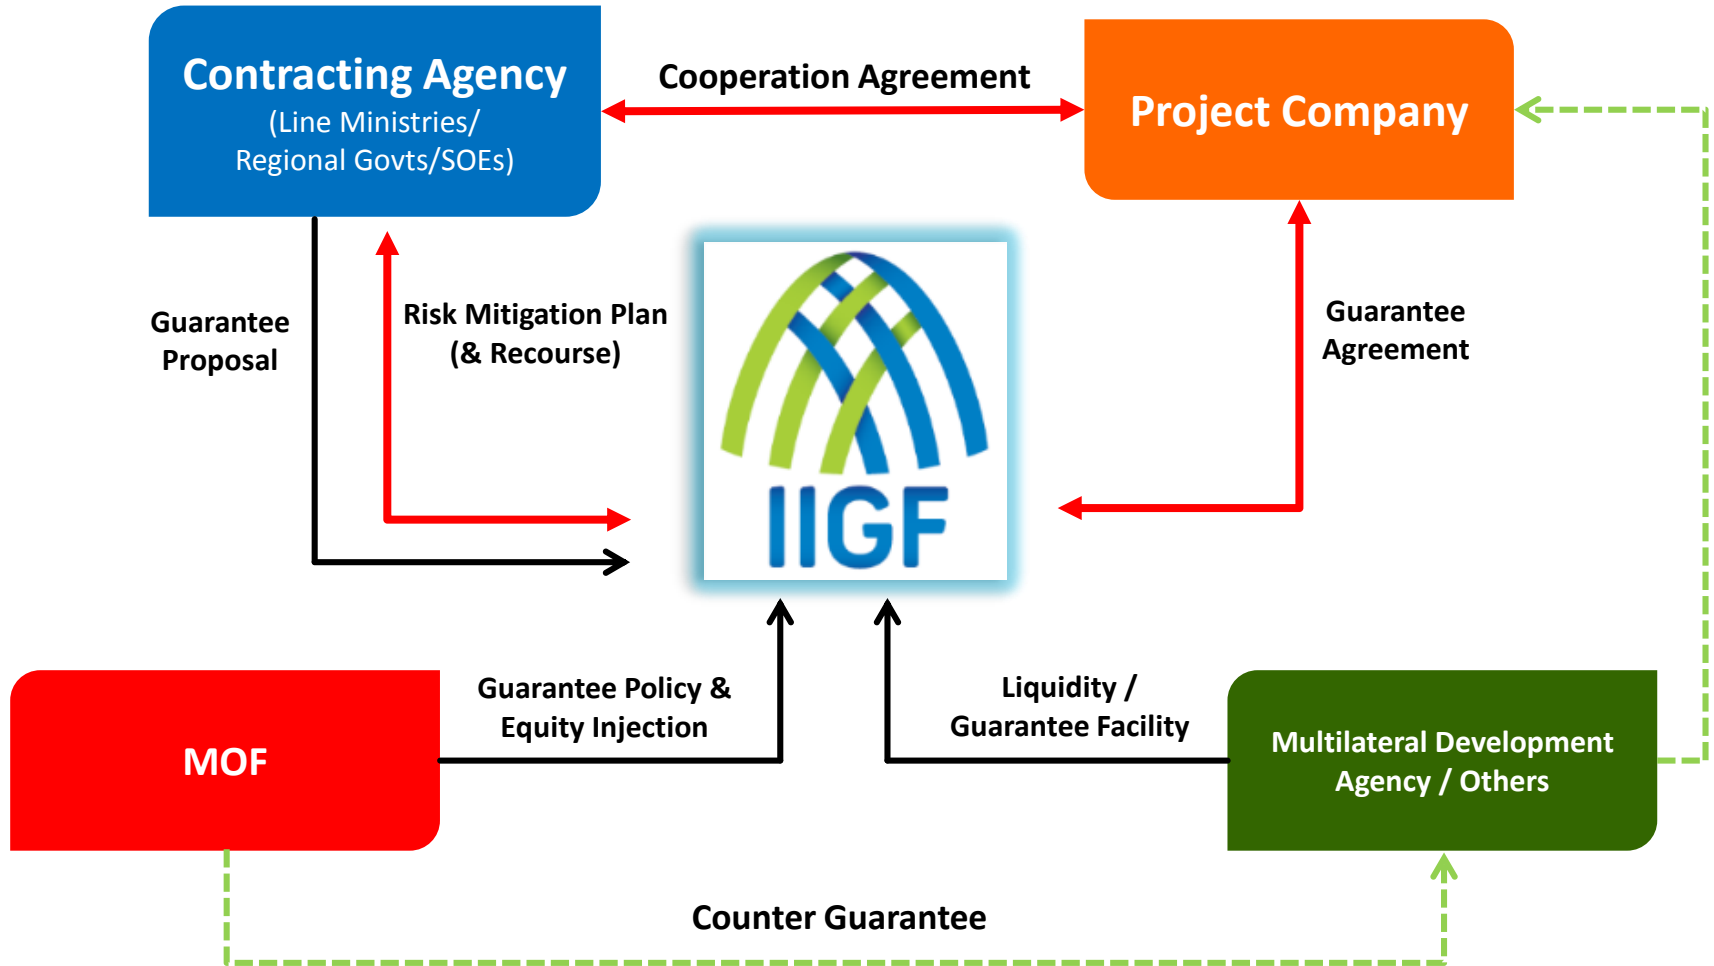 Contracting Agency
(Line Ministries/
Regional Govts/SOEs)
Cooperation Agreement
Project Company
Guarantee
Proposal
Risk Mitigation Plan
(& Recourse)
IIGF
Guarantee
Agreement
MOF
Guarantee Policy &
Equity Injection
Liquidity /
Guarantee Facility
Multilateral Development
Agency / Others
Counter Guarantee